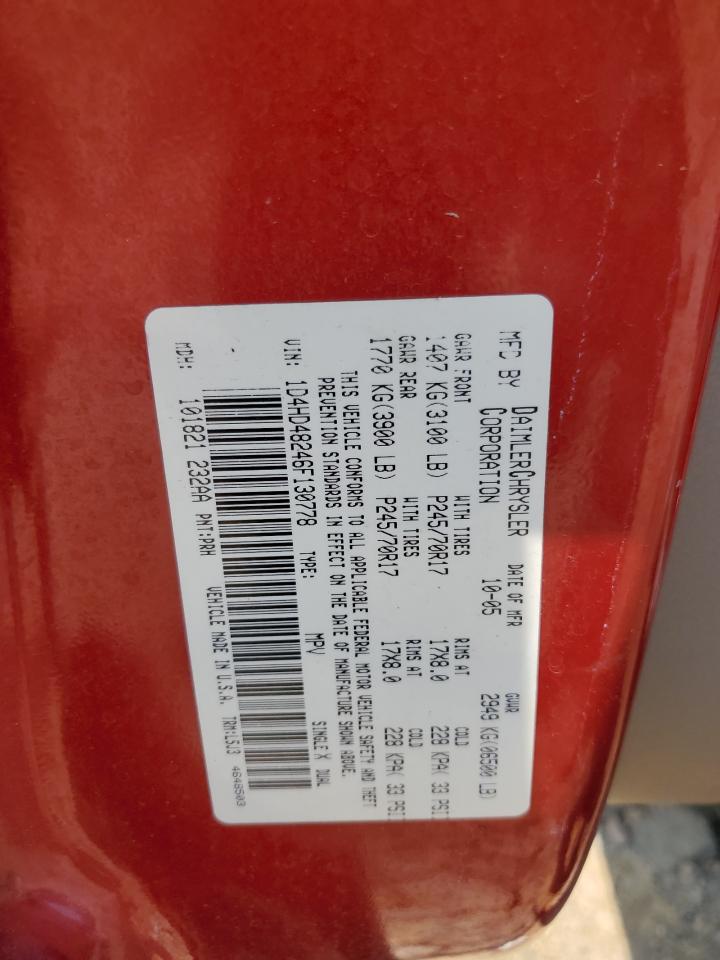 MFD BY DAIMLERCHRYSLER CORPORATION
DATE OF MFR 10-05
GVWR 2949 KG(06500 LB)
GAWR FRONT WITH TIRES RIMS AT COLD
1407 KG(3100 LB) P245/70R17 17X8.0 228 KPA( 33 PSI)
GAWR REAR WITH TIRES RIMS AT COLD
1770 KG(3900 LB) P245/70R17 17X8.0 228 KPA( 33 PSI)
THIS VEHICLE CONFORMS TO ALL APPLICABLE FEDERAL MOTOR VEHICLE SAFETY AND THEFT
PREVENTION STANDARDS IN EFFECT ON THE DATE OF MANUFACTURE SHOWN ABOVE.
VIN: 1D4HD48246F130778 TYPE: MPV SINGLE X DUAL
MDH: 101821 232AA PNT:PRH VEHICLE MADE IN U.S.A. TRM:L5J3 4648503